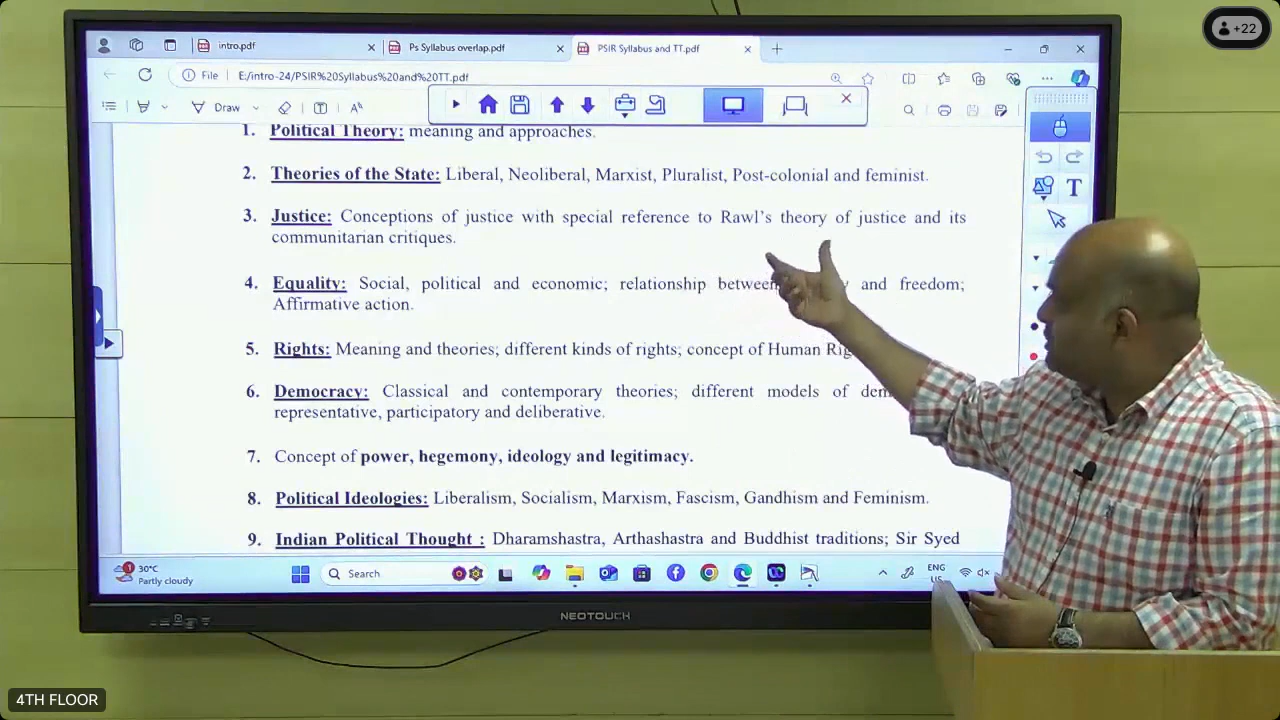 +22
intro.pdf
Ps Syllabus overlap.pdf
PSIR Syllabus and TT.pdf
File E:/intro-24/PSIR%20Syllabus%20and%20TT.pdf
Draw
T
1. Political Theory: meaning and approaches.
2. Theories of the State: Liberal, Neoliberal, Marxist, Pluralist, Post-colonial and feminist.
3. Justice: Conceptions of justice with special reference to Rawl's theory of justice and its
communitarian critiques.
4. Equality: Social, political and economic; relationship between and freedom;
Affirmative action.
5. Rights: Meaning and theories; different kinds of rights; concept of Human
6. Democracy: Classical and contemporary theories; different models of
representative, participatory and deliberative.
7. Concept of power, hegemony, ideology and legitimacy.
8. Political Ideologies: Liberalism, Socialism, Marxism, Fascism, Gandhism and Feminism.
9. Indian Political Thought : Dharamshastra, Arthashastra and Buddhist traditions; Sir Syed
1
30°C
Partly cloudy
Search
ENG
NEOTOUCH
4TH FLOOR